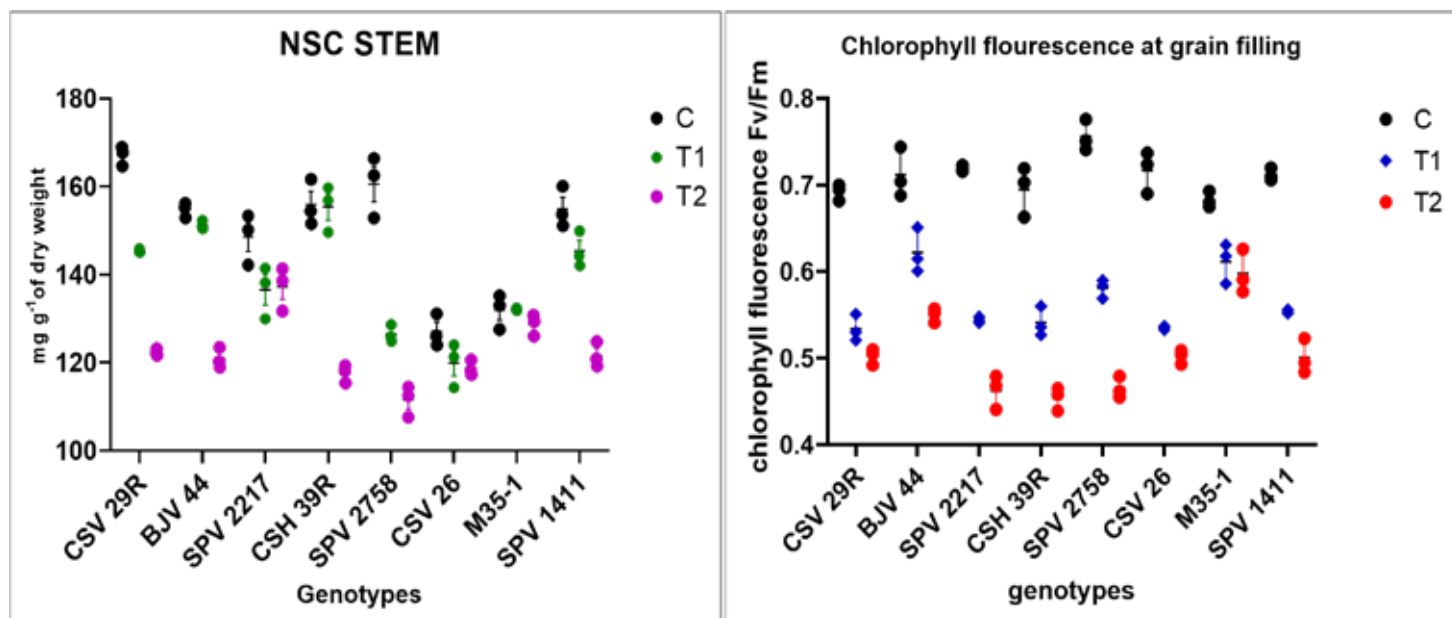 NSC STEM
mg g⁻¹of dry weight
180
160
140
120
100
CSV 29R
BJV 44
SPV 2217
CSH 39R
SPV 2758
CSV 26
M35-1
SPV 1411
Genotypes
C
T1
T2
Chlorophyll flourescence at grain filling
chlorophyll fluorescence Fv/Fm
0.8
0.7
0.6
0.5
0.4
CSV 29R
BJV 44
SPV 2217
CSH 39R
SPV 2758
CSV 26
M35-1
SPV 1411
genotypes
C
T1
T2